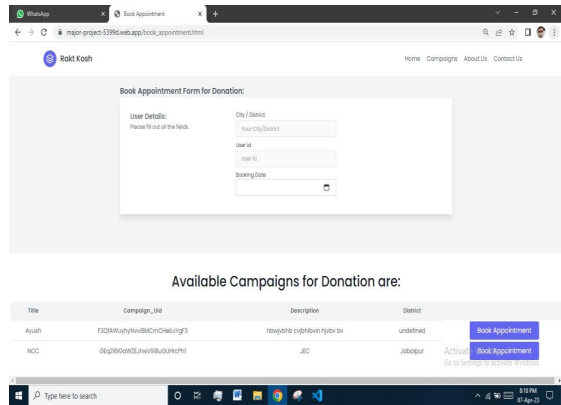 WhatsApp
Book Appointment
major-project-5399d.web.app/book_appointment.html
Rakt Kosh
Home Campaigns About Us Contact Us
Book Appointment Form for Donation:
User Details:
Please fill out all the fields.
City / District
Your City/District
User id
User Id
Booking Date
Available Campaigns for Donation are:
Title Campaign_Uid Description District
Ayush hbwjvbhb cvjbhibvin hjvbv bv undefined Book Appointment
NCC JEC Jabalpur Book Appointment
Activate
Go to Settings to activate Windows.
Type here to search
8:18 PM
07-Apr-23